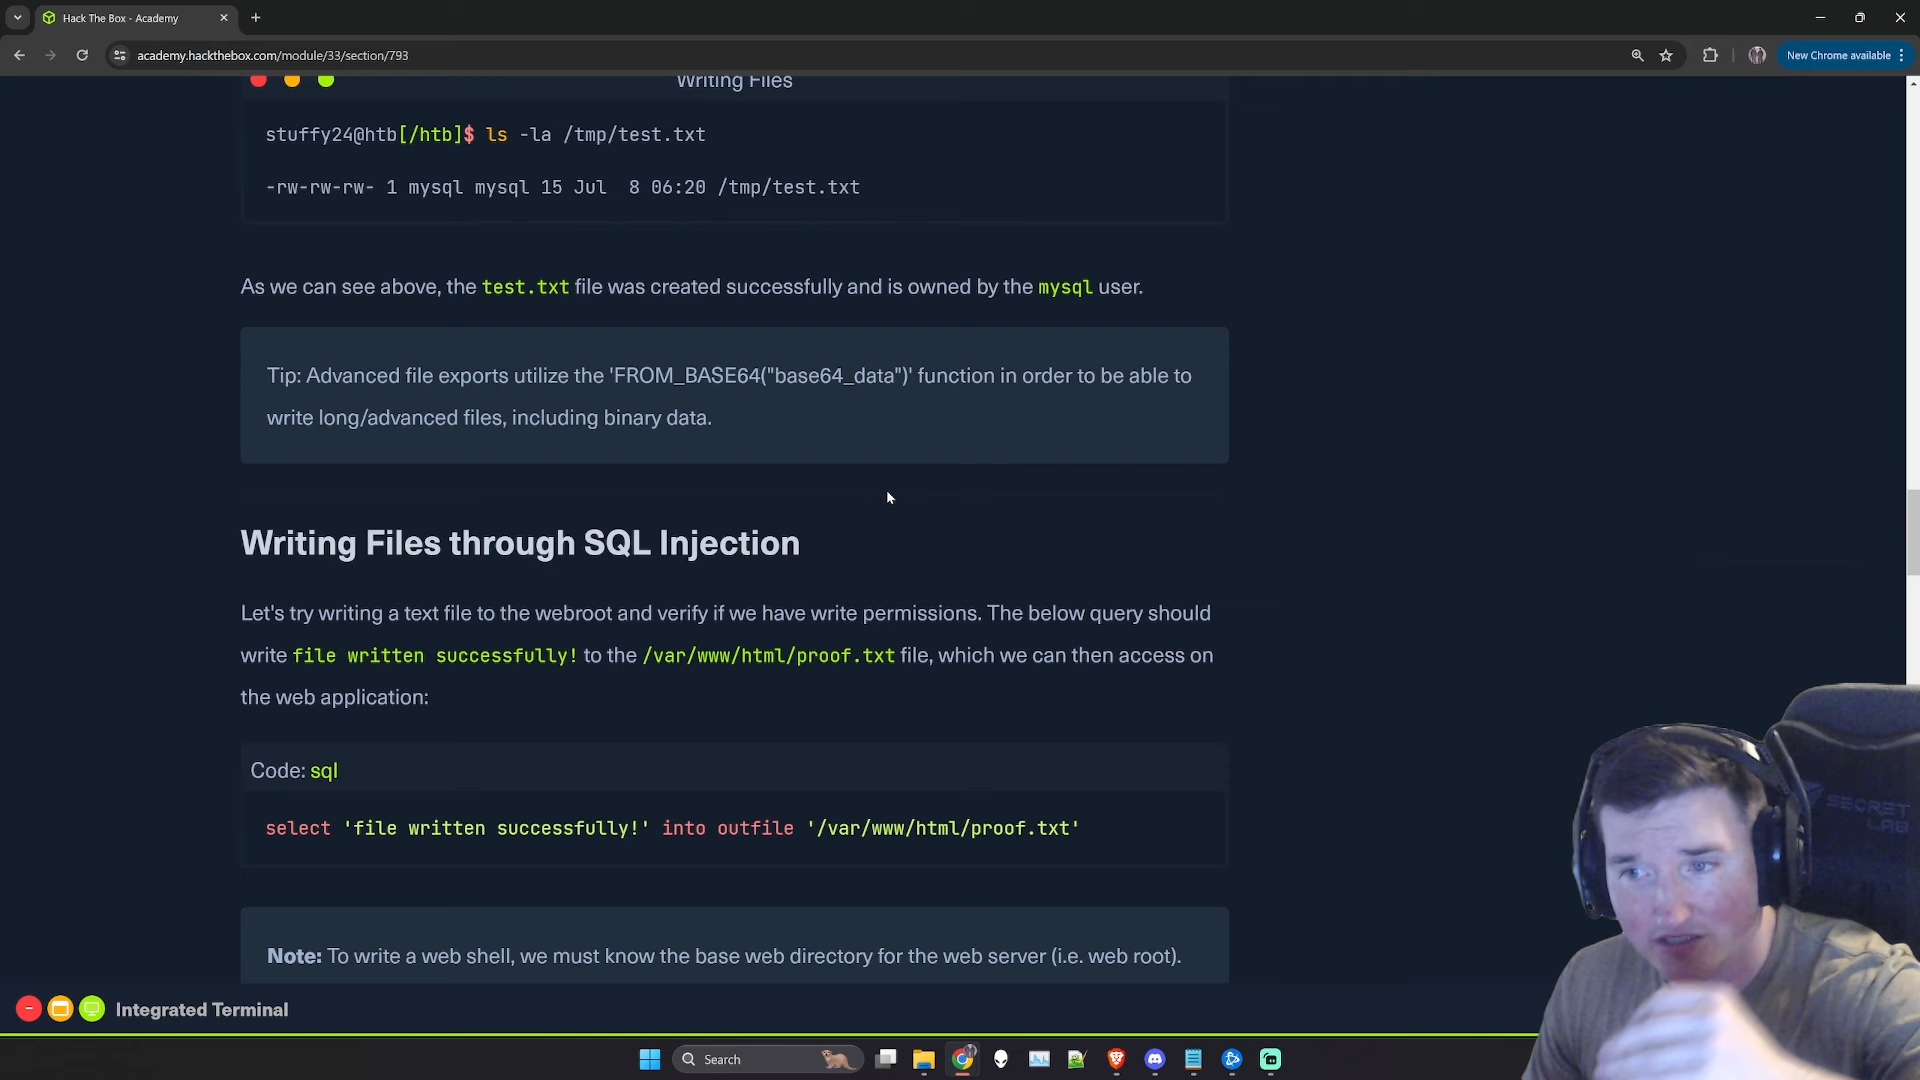 Hack The Box - Academy
academy.hackthebox.com/module/33/section/793
New Chrome available
Writing Files
stuffy24@htb[/htb]$ ls -la /tmp/test.txt
-rw-rw-rw- 1 mysql mysql 15 Jul  8 06:20 /tmp/test.txt
As we can see above, the test.txt file was created successfully and is owned by the mysql user.
Tip: Advanced file exports utilize the 'FROM_BASE64("base64_data")' function in order to be able to
write long/advanced files, including binary data.
Writing Files through SQL Injection
Let's try writing a text file to the webroot and verify if we have write permissions. The below query should
write file written successfully! to the /var/www/html/proof.txt file, which we can then access on
the web application:
Code: sql
select 'file written successfully!' into outfile '/var/www/html/proof.txt'
Note: To write a web shell, we must know the base web directory for the web server (i.e. web root).
SECRET
LAB
Integrated Terminal
Search